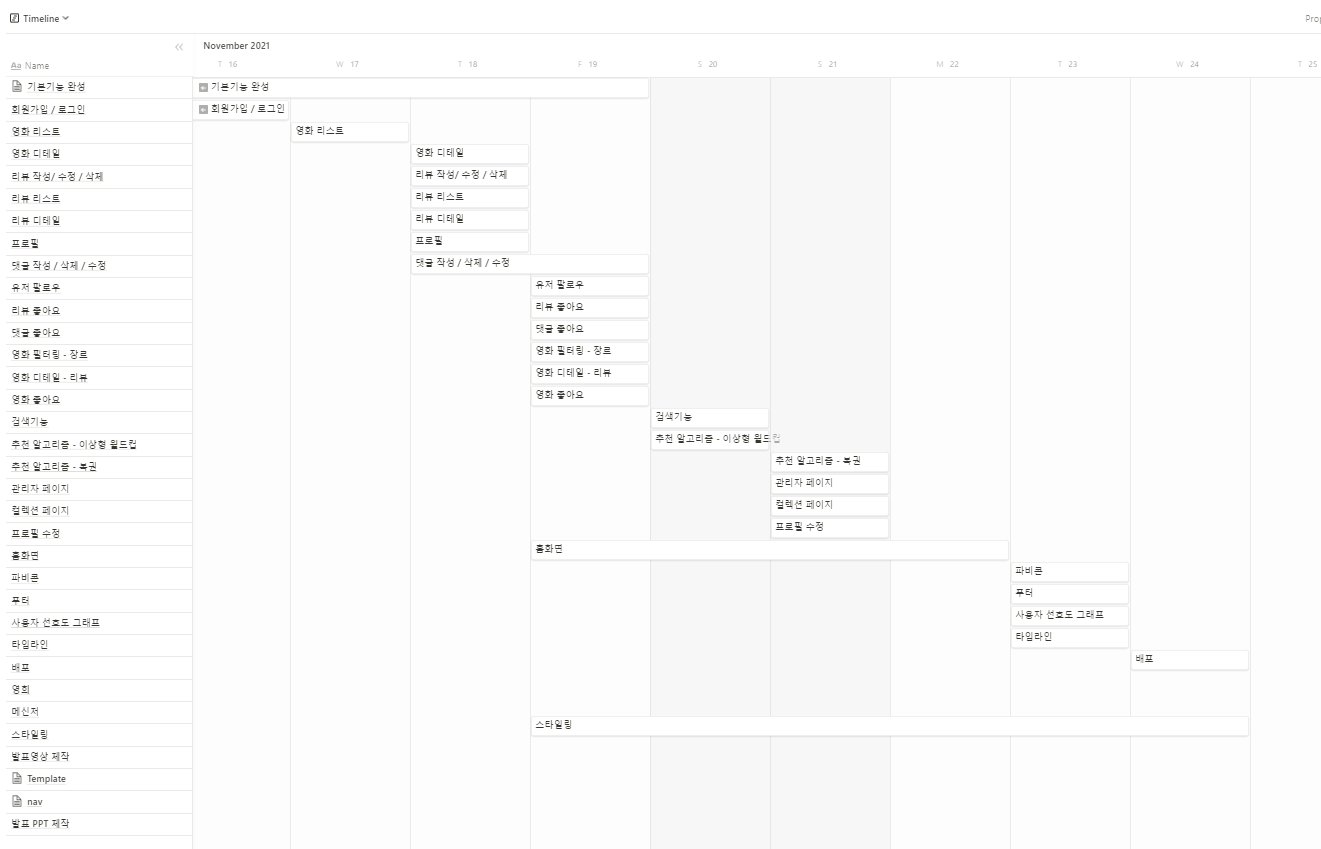 Timeline
Prop
November 2021
Aa Name
T 16
W 17
T 18
F 19
S 20
S 21
M 22
T 23
W 24
T 25
기본기능 완성
기본기능 완성
회원가입 / 로그인
회원가입 / 로그인
영화 리스트
영화 리스트
영화 디테일
영화 디테일
리뷰 작성/ 수정 / 삭제
리뷰 작성/ 수정 / 삭제
리뷰 리스트
리뷰 리스트
리뷰 디테일
리뷰 디테일
프로필
프로필
댓글 작성 / 삭제 / 수정
댓글 작성 / 삭제 / 수정
유저 팔로우
유저 팔로우
리뷰 좋아요
리뷰 좋아요
댓글 좋아요
댓글 좋아요
영화 필터링 - 장르
영화 필터링 - 장르
영화 디테일 - 리뷰
영화 디테일 - 리뷰
영화 좋아요
영화 좋아요
검색기능
검색기능
추천 알고리즘 - 이상형 월드컵
추천 알고리즘 - 이상형 월드컵
추천 알고리즘 - 복권
추천 알고리즘 - 복권
관리자 페이지
관리자 페이지
컬렉션 페이지
컬렉션 페이지
프로필 수정
프로필 수정
홈화면
홈화면
파비콘
파비콘
푸터
푸터
사용자 선호도 그래프
사용자 선호도 그래프
타임라인
타임라인
배포
배포
영희
메신저
스타일링
스타일링
발표영상 제작
Template
nav
발표 PPT 제작